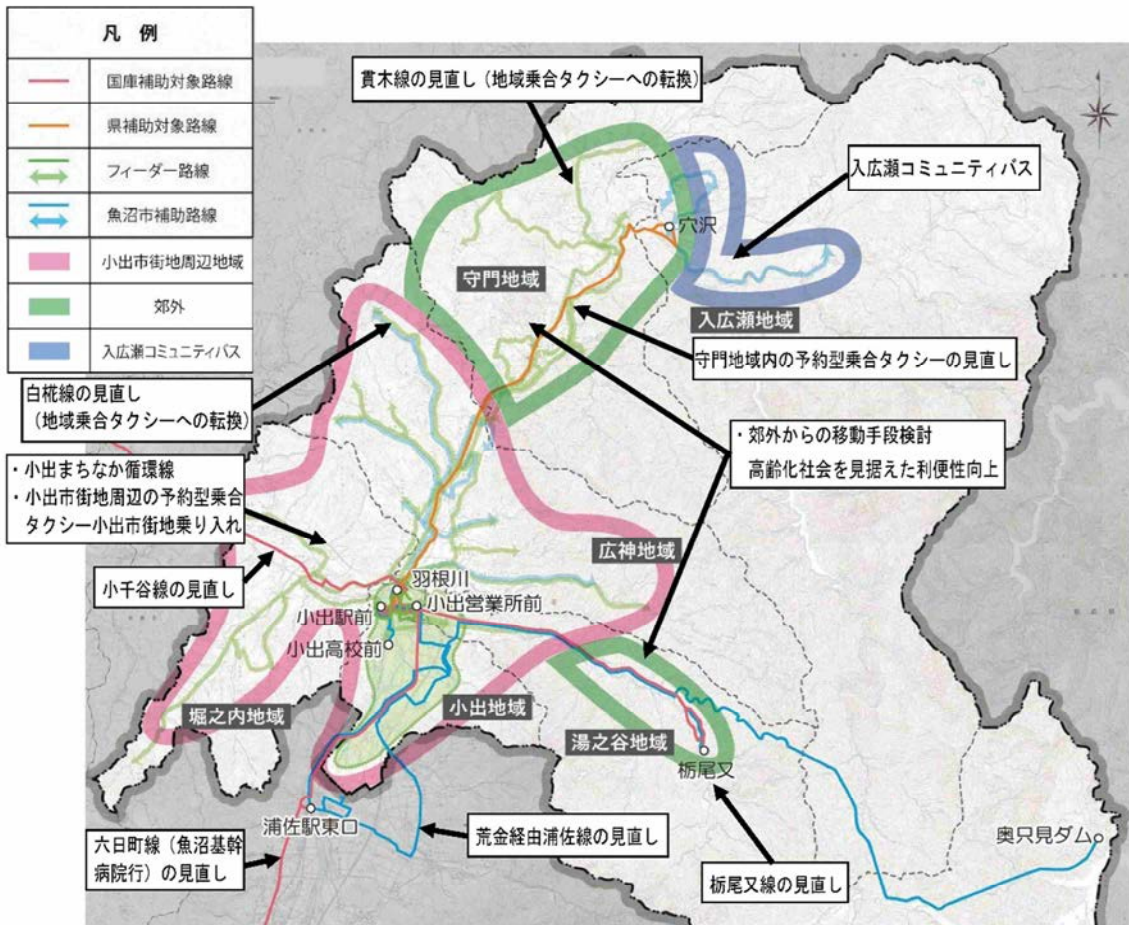 凡 例
国庫補助対象路線
県補助対象路線
フィーダー路線
魚沼市補助路線
小出市街地周辺地域
郊外
入広瀬コミュニティバス
貫木線の見直し（地域乗合タクシーへの転換）
入広瀬コミュニティバス
穴沢
守門地域
入広瀬地域
守門地域内の予約型乗合タクシーの見直し
白糀線の見直し
（地域乗合タクシーへの転換）
・郊外からの移動手段検討
高齢化社会を見据えた利便性向上
・小出まちなか循環線
・小出市街地周辺の予約型乗合
タクシー小出市街地乗り入れ
広神地域
小千谷線の見直し
羽根川
小出駅前
小出営業所前
小出高校前
堀之内地域
小出地域
湯之谷地域
栃尾又
浦佐駅東口
六日町線（魚沼基幹
病院行）の見直し
荒金経由浦佐線の見直し
奥只見ダム
栃尾又線の見直し